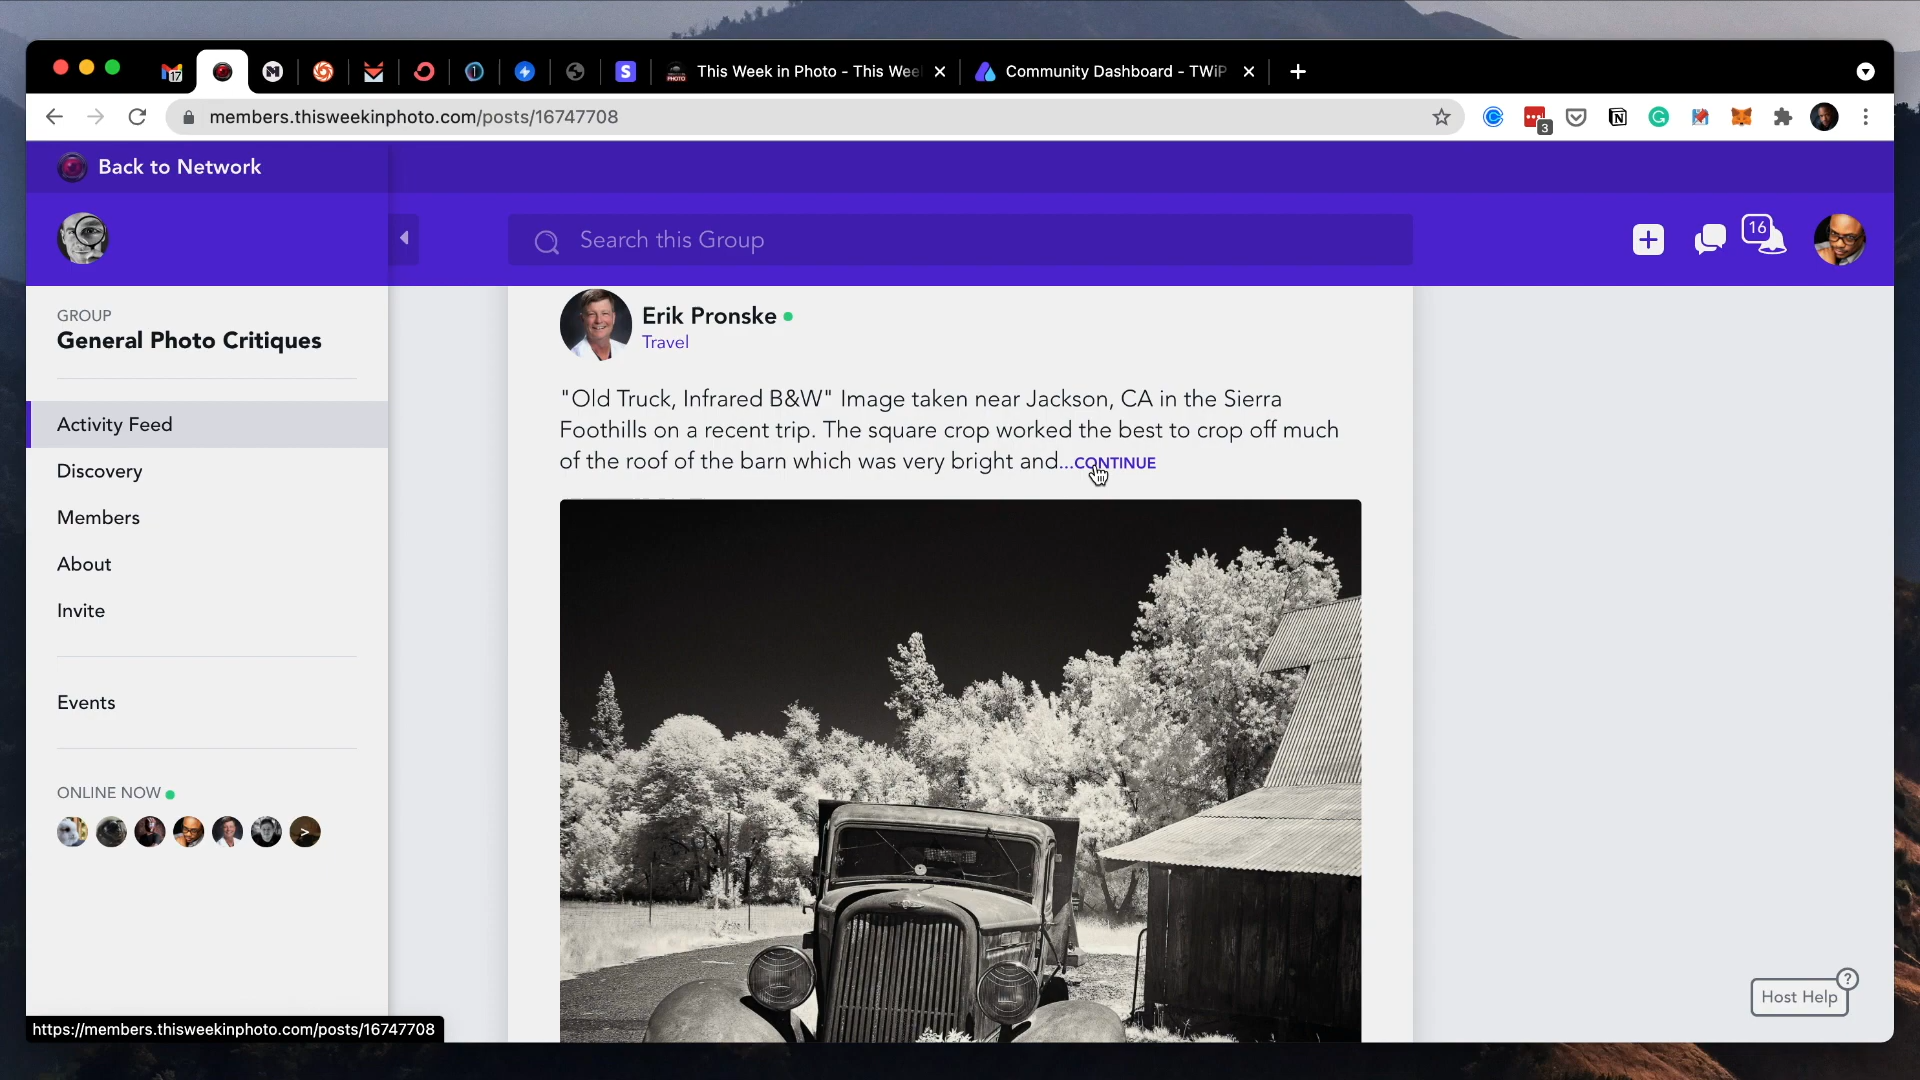 17
This Week in Photo - This Wee
Community Dashboard - TWiP
members.thisweekinphoto.com/posts/16747708
3
Back to Network
Search this Group
16
GROUP
General Photo Critiques
Activity Feed
Discovery
Members
About
Invite
Events
ONLINE NOW
Erik Pronske
Travel
"Old Truck, Infrared B&W" Image taken near Jackson, CA in the Sierra
Foothills on a recent trip. The square crop worked the best to crop off much
of the roof of the barn which was very bright and...CONTINUE
?
Host Help
https://members.thisweekinphoto.com/posts/16747708